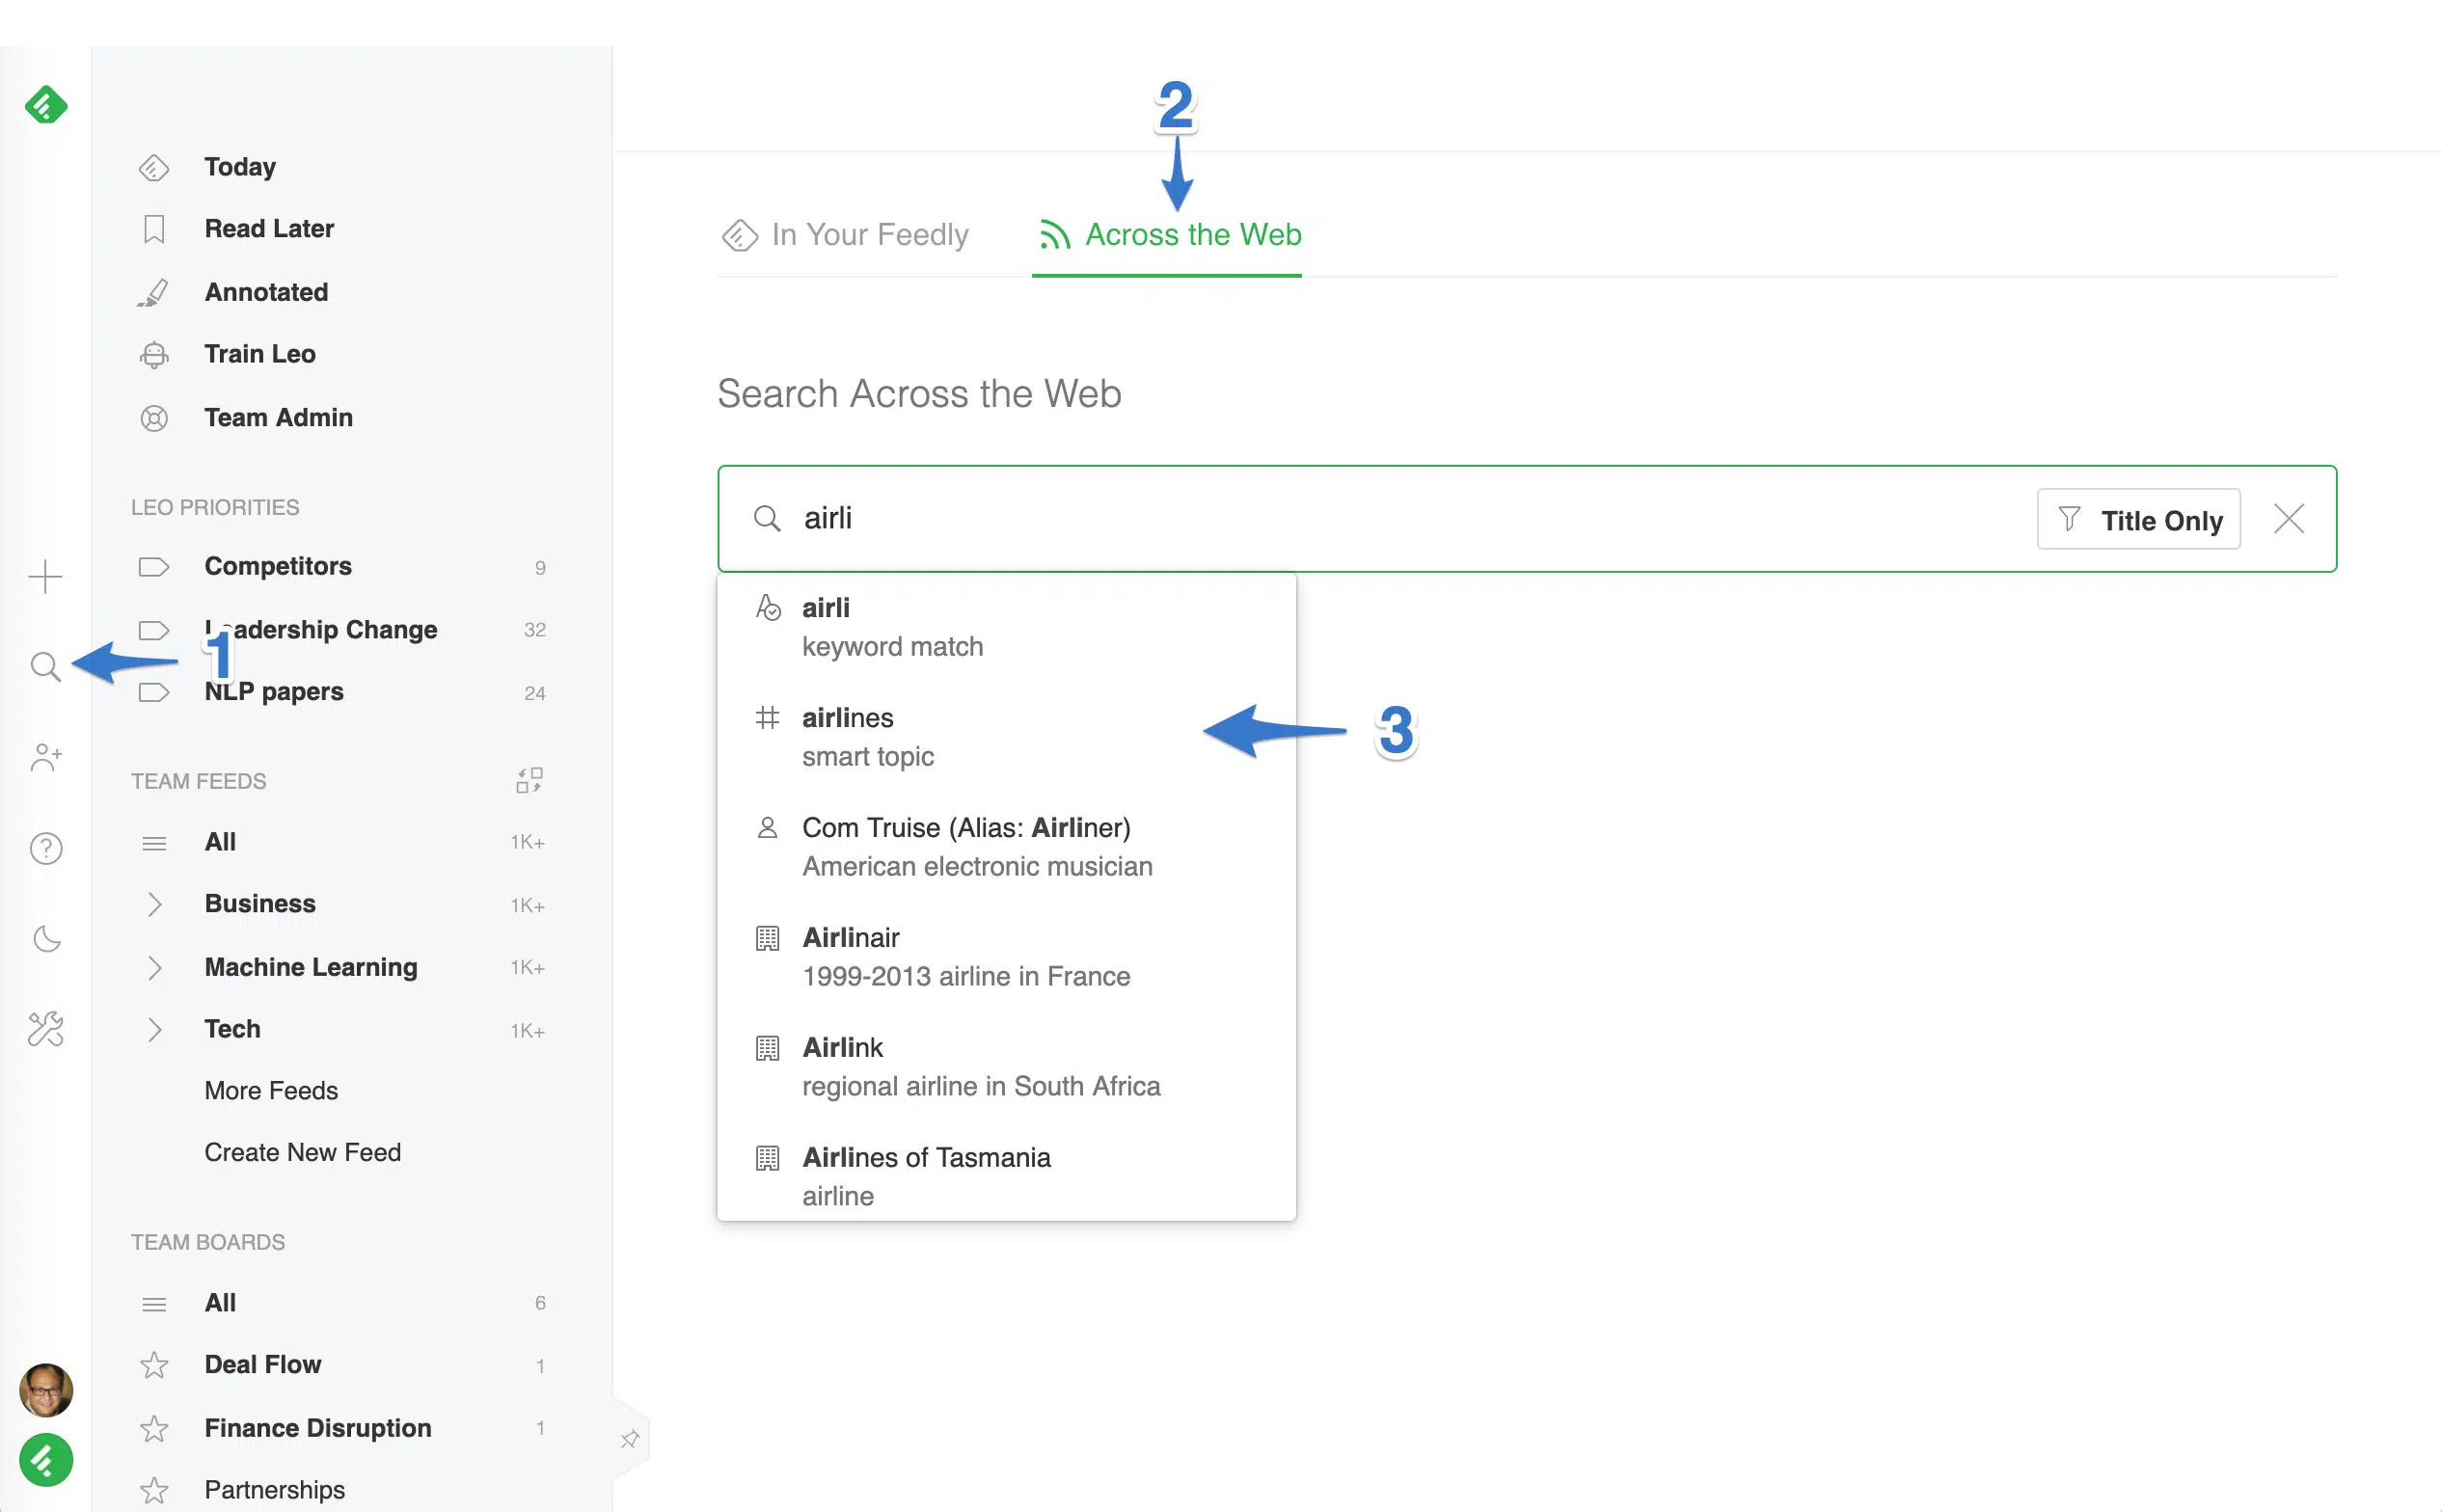 Today
Read Later
Annotated
Train Leo
Team Admin
LEO PRIORITIES
Competitors 9
Leadership Change 32
1
NLP papers 24
TEAM FEEDS
All 1K+
Business 1K+
Machine Learning 1K+
Tech 1K+
More Feeds
Create New Feed
TEAM BOARDS
All 6
Deal Flow 1
Finance Disruption 1
Partnerships
2
In Your Feedly Across the Web
Search Across the Web
airli Title Only
airli
keyword match
airlines
smart topic
3
Com Truise (Alias: Airliner)
American electronic musician
Airlinair
1999-2013 airline in France
Airlink
regional airline in South Africa
Airlines of Tasmania
airline